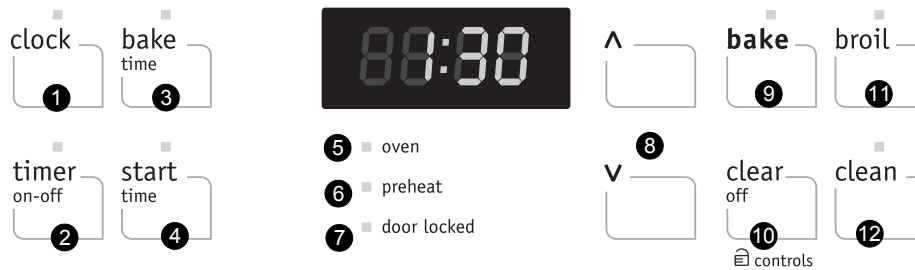 clock
1
bake
time
3
1:30
8
bake
9
broil
11
timer
on-off
2
start
time
4
5 oven
6 preheat
7 door locked
clear
off
10
controls
clean
12